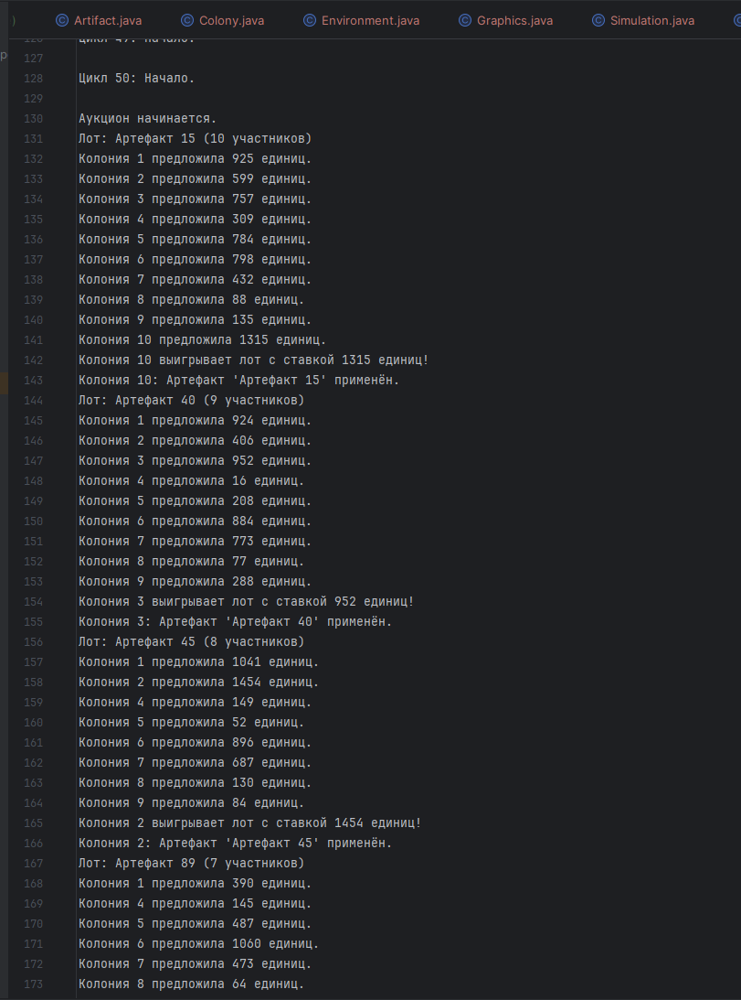 Artifact.java
Colony.java
Environment.java
Graphics.java
Simulation.java
127
128 Цикл 50: Начало.
129
130 Аукцион начинается.
131 Лот: Артефакт 15 (10 участников)
132 Колония 1 предложила 925 единиц.
133 Колония 2 предложила 599 единиц.
134 Колония 3 предложила 757 единиц.
135 Колония 4 предложила 309 единиц.
136 Колония 5 предложила 784 единиц.
137 Колония 6 предложила 798 единиц.
138 Колония 7 предложила 432 единиц.
139 Колония 8 предложила 88 единиц.
140 Колония 9 предложила 135 единиц.
141 Колония 10 предложила 1315 единиц.
142 Колония 10 выигрывает лот с ставкой 1315 единиц!
143 Колония 10: Артефакт 'Артефакт 15' применён.
144 Лот: Артефакт 40 (9 участников)
145 Колония 1 предложила 924 единиц.
146 Колония 2 предложила 406 единиц.
147 Колония 3 предложила 952 единиц.
148 Колония 4 предложила 16 единиц.
149 Колония 5 предложила 208 единиц.
150 Колония 6 предложила 884 единиц.
151 Колония 7 предложила 773 единиц.
152 Колония 8 предложила 77 единиц.
153 Колония 9 предложила 288 единиц.
154 Колония 3 выигрывает лот с ставкой 952 единиц!
155 Колония 3: Артефакт 'Артефакт 40' применён.
156 Лот: Артефакт 45 (8 участников)
157 Колония 1 предложила 1041 единиц.
158 Колония 2 предложила 1454 единиц.
159 Колония 4 предложила 149 единиц.
160 Колония 5 предложила 52 единиц.
161 Колония 6 предложила 896 единиц.
162 Колония 7 предложила 687 единиц.
163 Колония 8 предложила 130 единиц.
164 Колония 9 предложила 84 единиц.
165 Колония 2 выигрывает лот с ставкой 1454 единиц!
166 Колония 2: Артефакт 'Артефакт 45' применён.
167 Лот: Артефакт 89 (7 участников)
168 Колония 1 предложила 390 единиц.
169 Колония 4 предложила 145 единиц.
170 Колония 5 предложила 487 единиц.
171 Колония 6 предложила 1060 единиц.
172 Колония 7 предложила 473 единиц.
173 Колония 8 предложила 64 единиц.